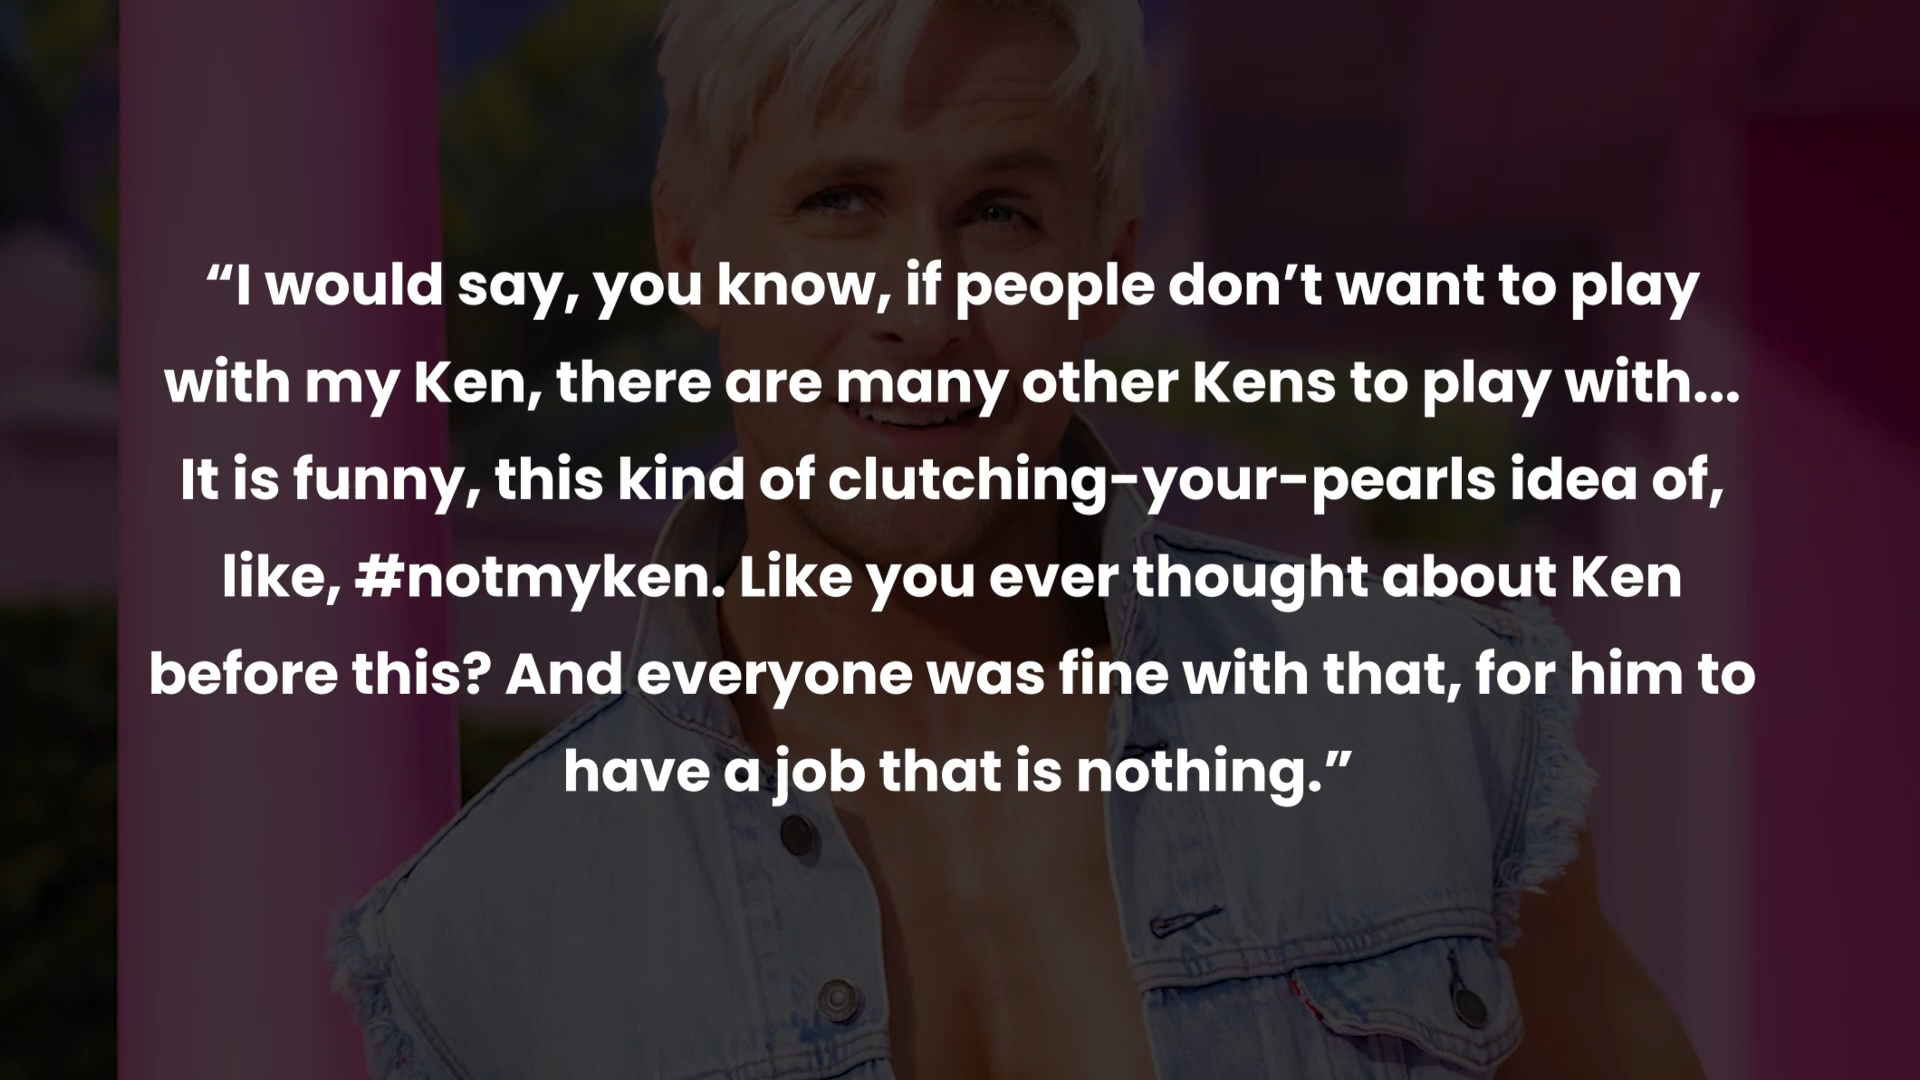 “I would say, you know, if people don’t want to play
with my Ken, there are many other Kens to play with...
It is funny, this kind of clutching-your-pearls idea of,
like, #notmyken. Like you ever thought about Ken
before this? And everyone was fine with that, for him to
have a job that is nothing.”